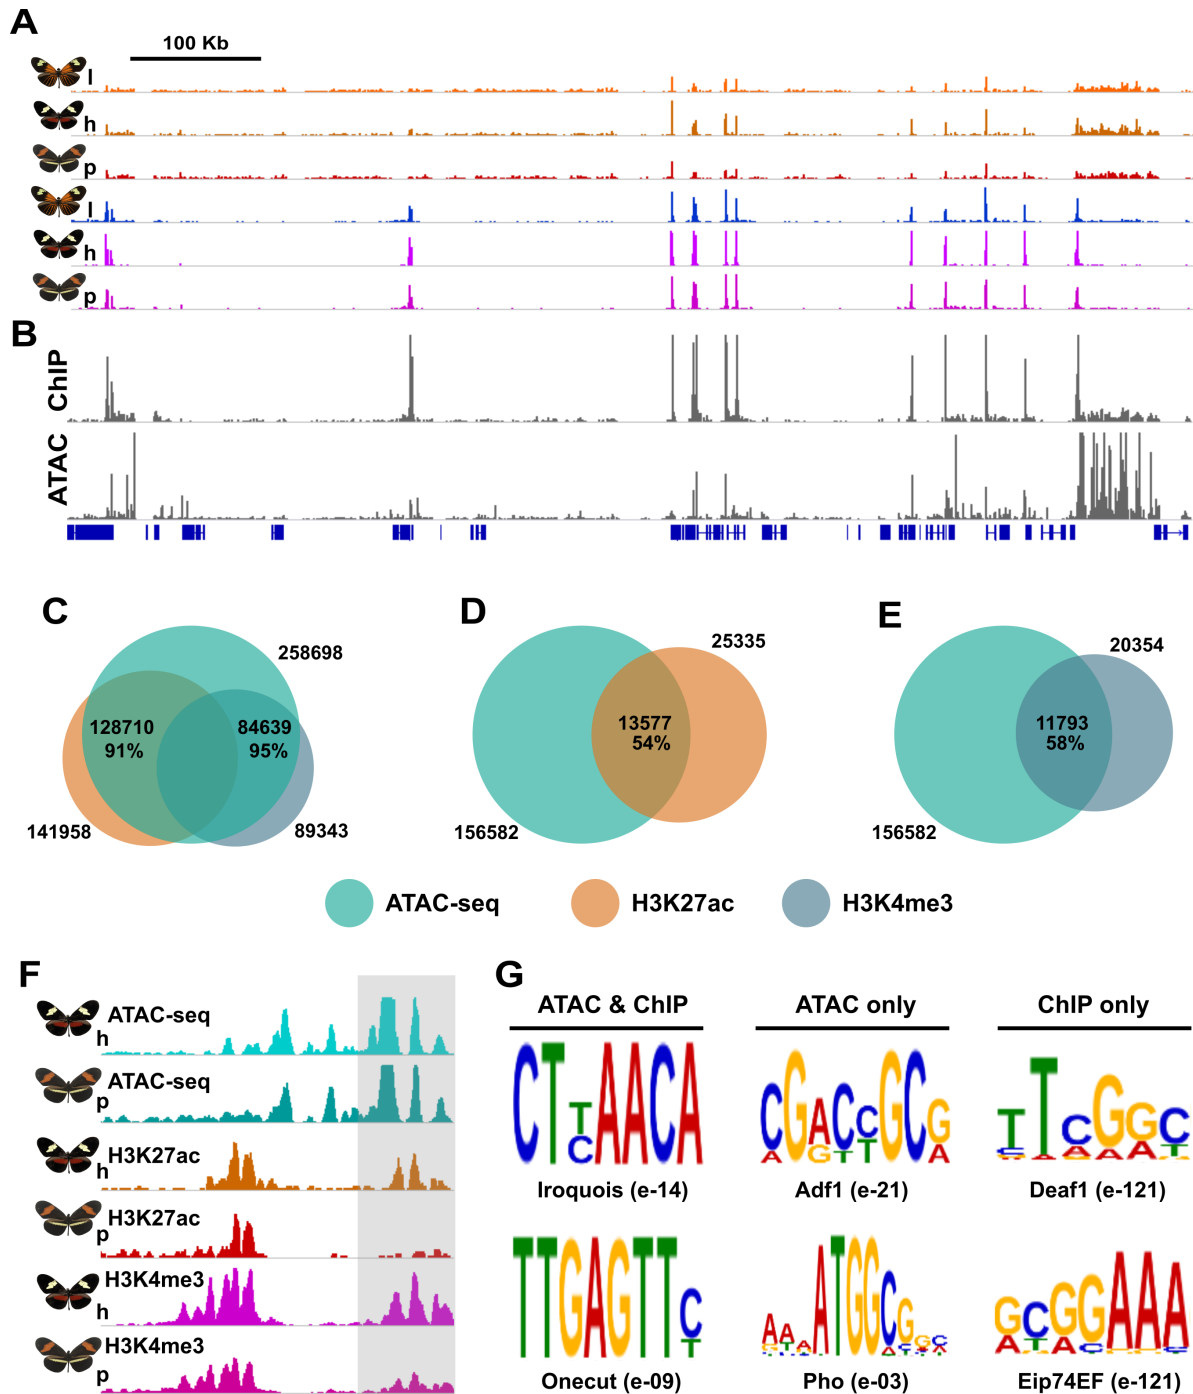 A
100 Kb
l
h
p
l
h
p
B
ChIP
ATAC
C
D
E
258698
128710
91%
84639
95%
141958
89343
25335
13577
54%
156582
20354
11793
58%
156582
ATAC-seq
H3K27ac
H3K4me3
F
ATAC-seq
h
ATAC-seq
p
H3K27ac
h
H3K27ac
p
H3K4me3
h
H3K4me3
p
G
ATAC & ChIP
ATAC only
ChIP only
Iroquois (e-14)
Adf1 (e-21)
Deaf1 (e-121)
Onecut (e-09)
Pho (e-03)
Eip74EF (e-121)